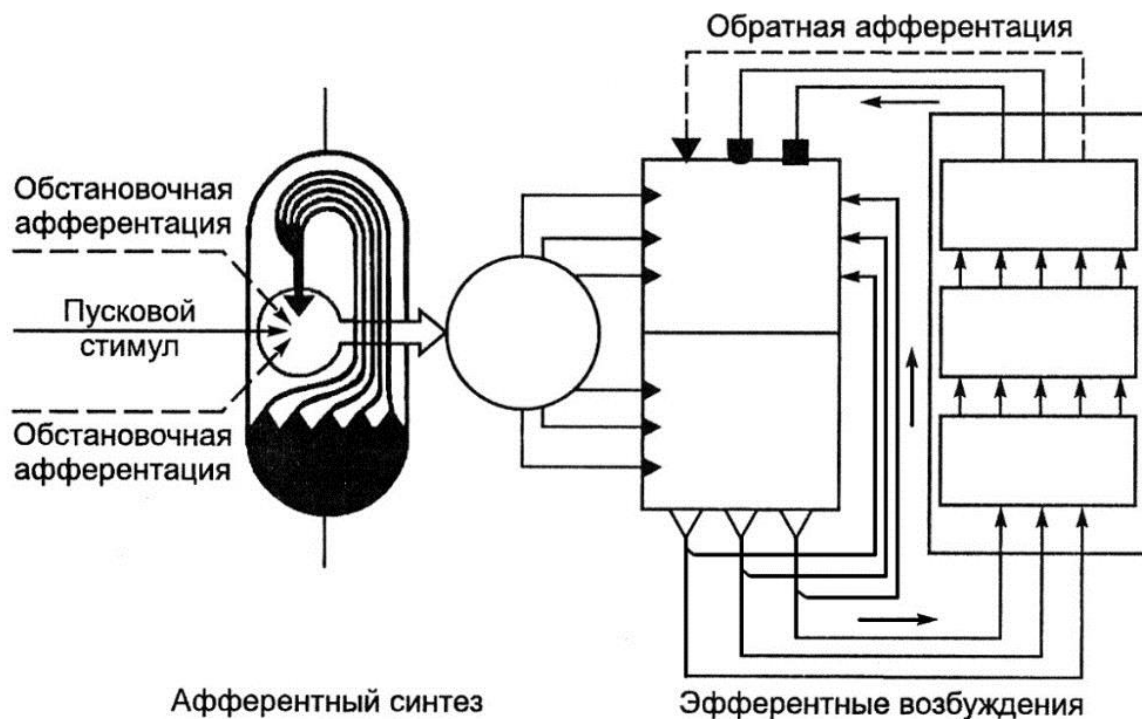 Обратная афферентация
Обстановочная
афферентация
Пусковой
стимул
Обстановочная
афферентация
Афферентный синтез
Эфферентные возбуждения